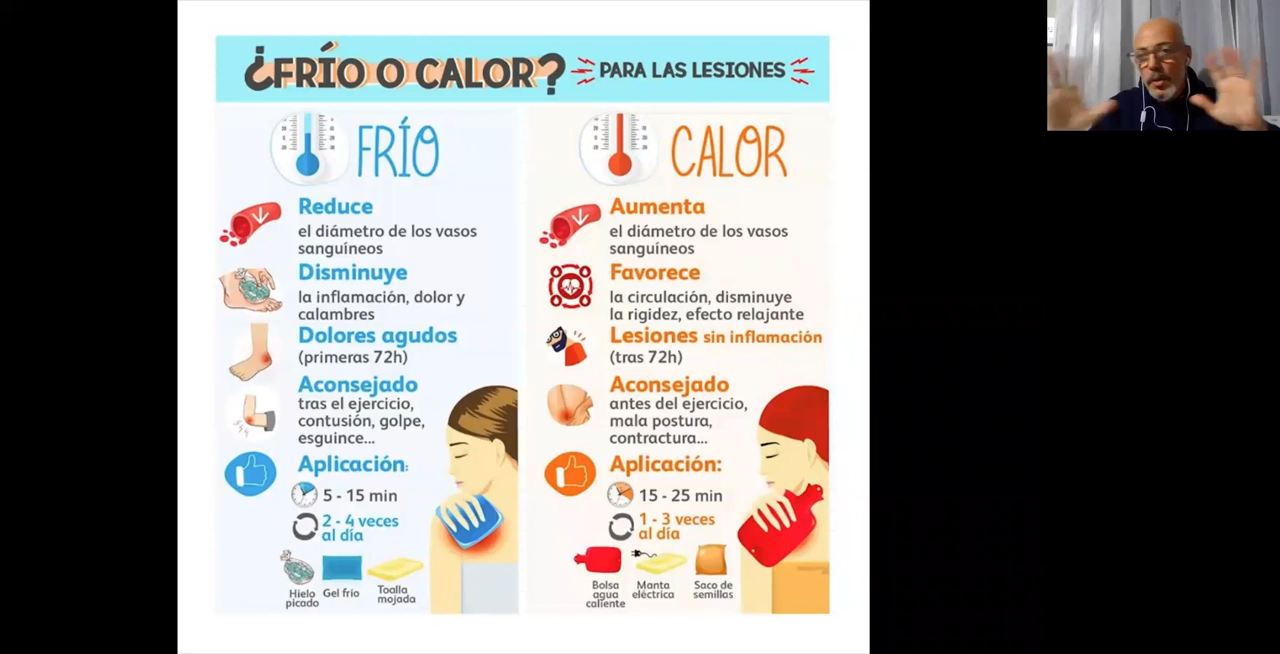 ¿FRÍO O CALOR?
PARA LAS LESIONES
FRÍO
Reduce
el diámetro de los vasos
sanguíneos
Disminuye
la inflamación, dolor y
calambres
Dolores agudos
(primeras 72h)
Aconsejado
tras el ejercicio,
contusión, golpe,
esguince...
Aplicación:
5 - 15 min
2 - 4 veces
al día
Hielo
picado
Gel frío
Toalla
mojada
CALOR
Aumenta
el diámetro de los vasos
sanguíneos
Favorece
la circulación, disminuye
la rigidez, efecto relajante
Lesiones sin inflamación
(tras 72h)
Aconsejado
antes del ejercicio,
mala postura,
contractura...
Aplicación:
15 - 25 min
1 - 3 veces
al día
Bolsa
agua
caliente
Manta
eléctrica
Saco de
semillas